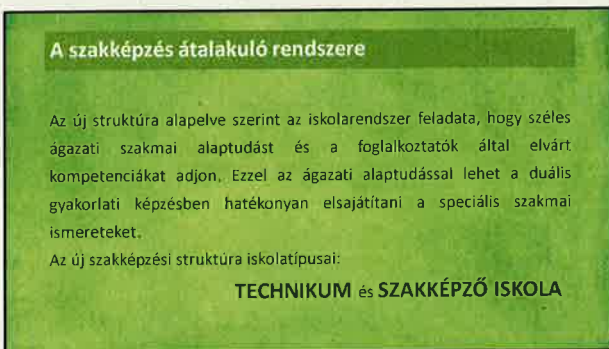 A szakképzés átalakuló rendszere
Az új struktúra alapelve szerint az iskolarendszer feladata, hogy széles
ágazati szakmai alaptudást és a foglalkoztatók által elvárt
kompetenciákat adjon. Ezzel az ágazati alaptudással lehet a duális
gyakorlati képzésben hatékonyan elsajátítani a speciális szakmai
ismereteket.
Az új szakképzési struktúra iskolatípusai:
TECHNIKUM és SZAKKÉPZŐ ISKOLA